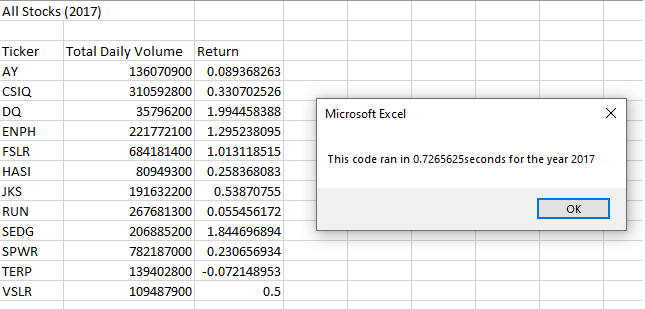 All Stocks (2017)
Ticker Total Daily Volume Return
AY 136070900 0.089368263
CSIQ 310592800 0.330702526
DQ 35796200 1.994458388
ENPH 221772100 1.295238095
FSLR 684181400 1.013118515
HASI 80949300 0.258368083
JKS 191632200 0.53870755
RUN 267681300 0.055456172
SEDG 206885200 1.844696894
SPWR 782187000 0.230656934
TERP 139402800 -0.072148953
VSLR 109487900 0.5
Microsoft Excel
This code ran in 0.7265625seconds for the year 2017
OK